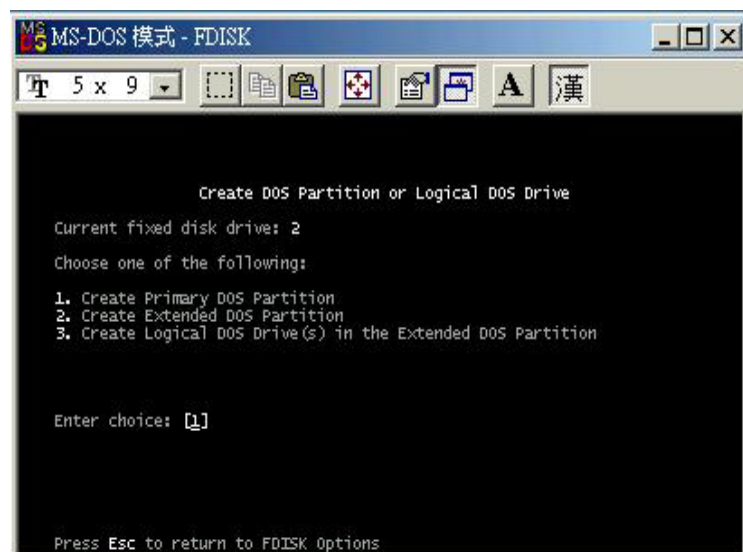 MS-DOS 模式 - FDISK
5 x 9
A 漢
Create DOS Partition or Logical DOS Drive
Current fixed disk drive: 2
Choose one of the following:
1. Create Primary DOS Partition
2. Create Extended DOS Partition
3. Create Logical DOS Drive(s) in the Extended DOS Partition
Enter choice: [1]
Press Esc to return to FDISK Options